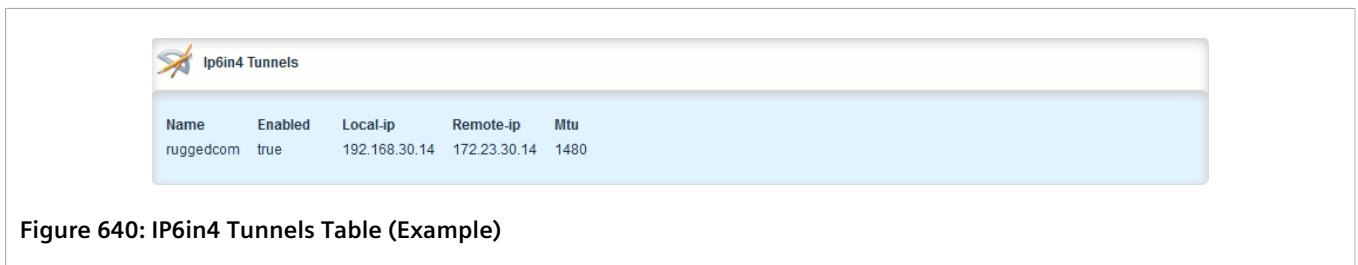 Ip6in4 Tunnels
Name Enabled Local-ip Remote-ip Mtu
ruggedcom true 192.168.30.14 172.23.30.14 1480
Figure 640: IP6in4 Tunnels Table (Example)